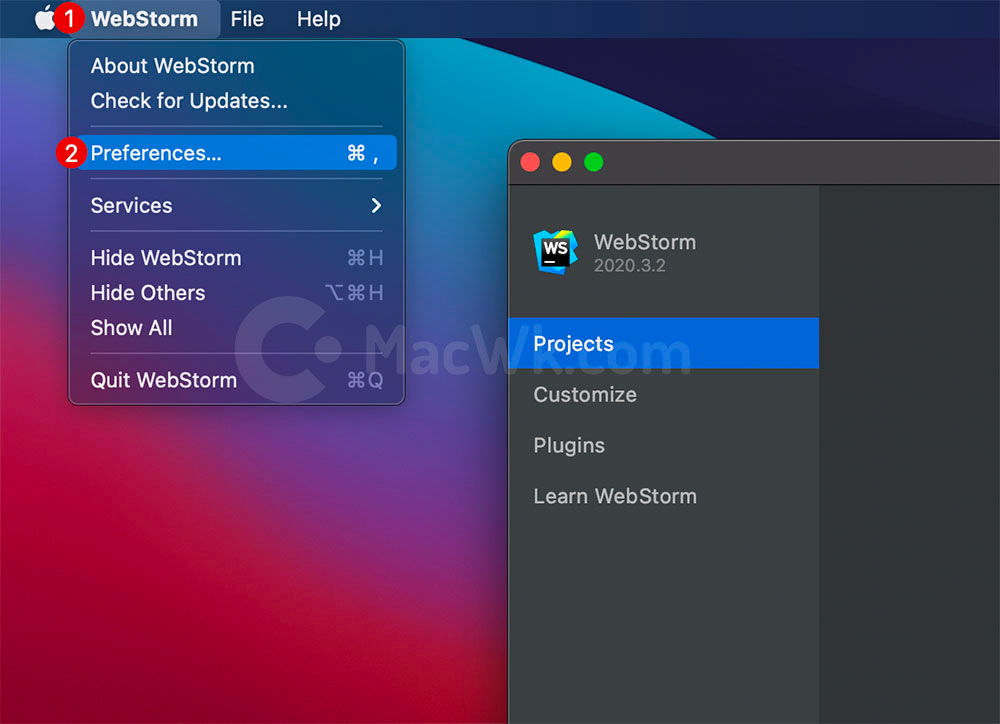 1 WebStorm File Help
About WebStorm
Check for Updates...
2 Preferences... ⌘ ,
Services
Hide WebStorm ⌘H
Hide Others ⌥⌘H
Show All
Quit WebStorm ⌘Q
WS
WebStorm
2020.3.2
Projects
Customize
Plugins
Learn WebStorm
MacWk.com